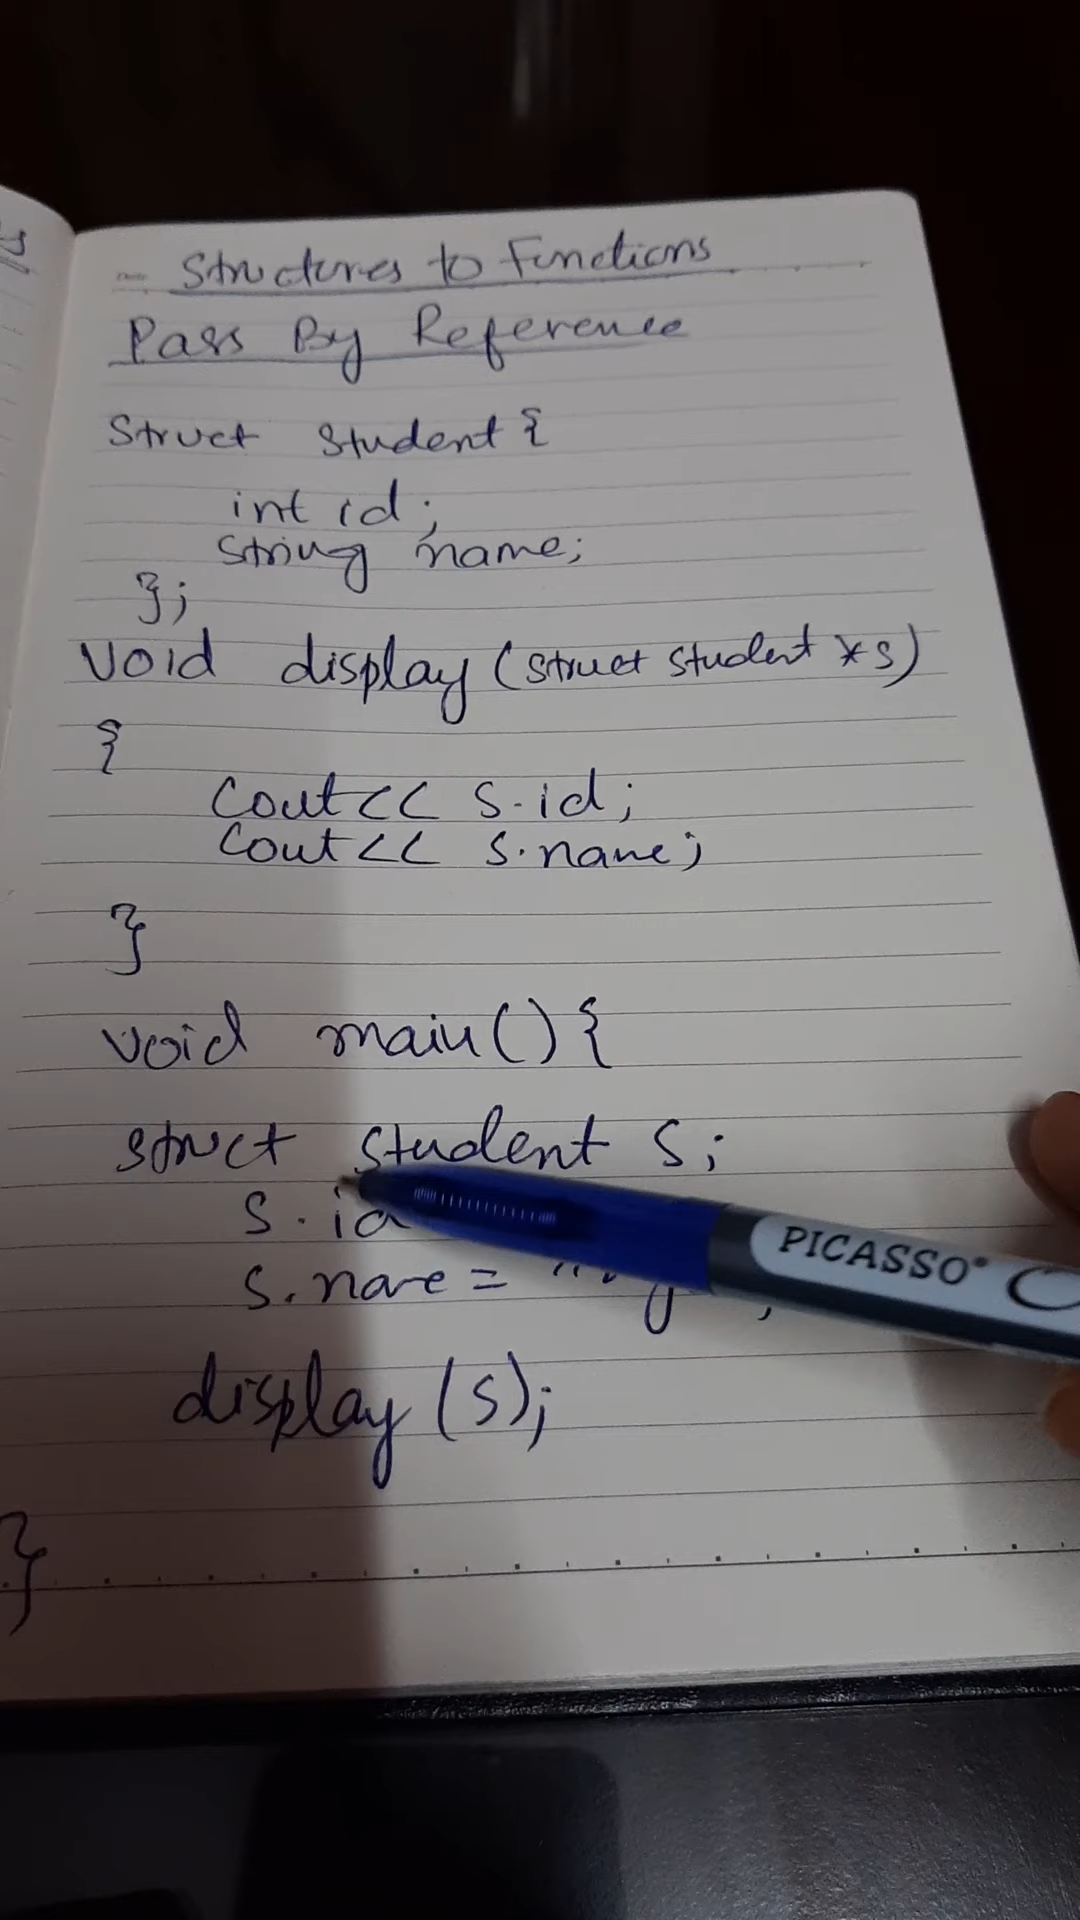 Structures to Functions
Pass By Reference
Struct Student {
int id;
String name;
};
void display (struct student *s)
{
Cout << s.id;
Cout << s.name;
}
void main() {
struct student s;
s.id
s.name =
display (s);
}
PICASSO